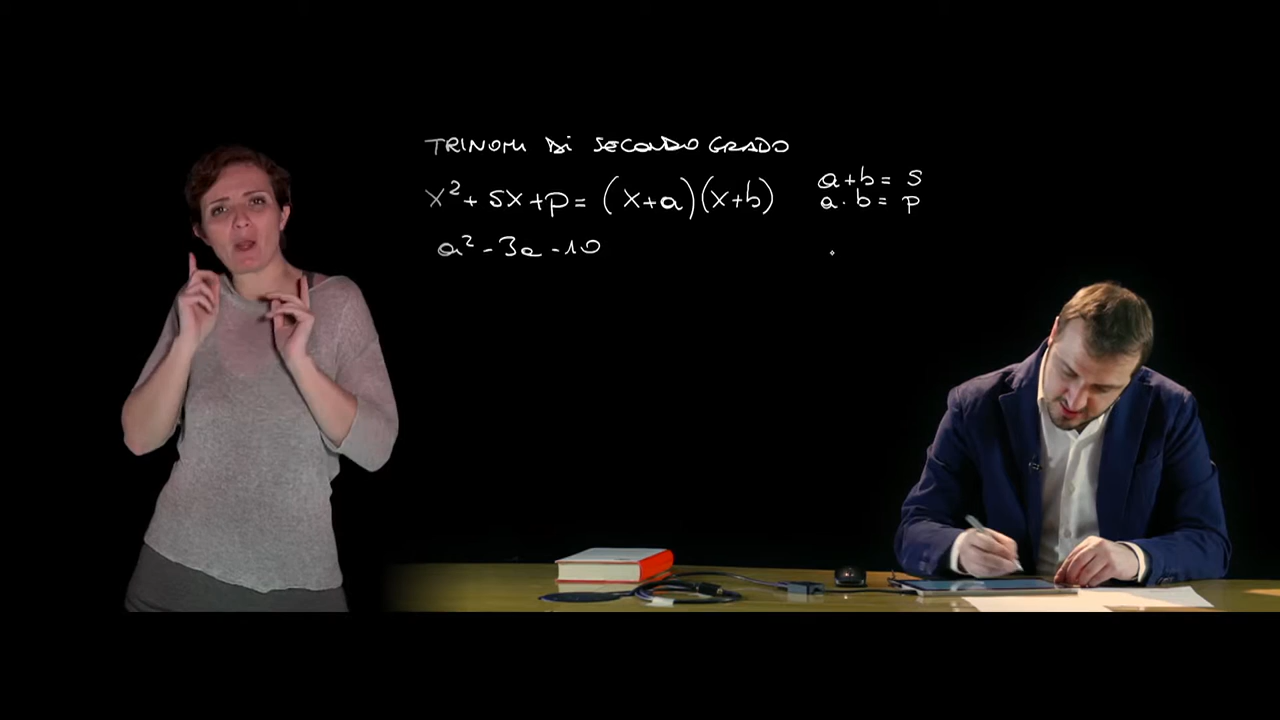 TRINOMI DI SECONDO GRADO
x² + sx + p = (x+a)(x+b)
a+b = s
a · b = p
a² - 3a - 10